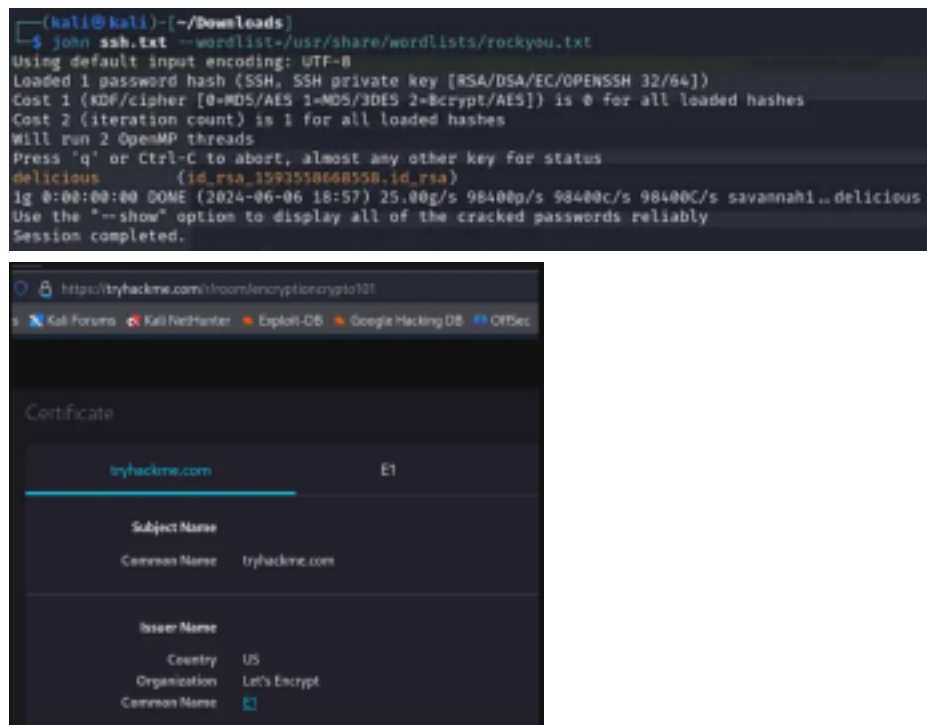 (kali㉿kali)-[~/Downloads]
$ john ssh.txt --wordlist=/usr/share/wordlists/rockyou.txt
Using default input encoding: UTF-8
Loaded 1 password hash (SSH, SSH private key [RSA/DSA/EC/OPENSSH 32/64])
Cost 1 (KDF/cipher [0=MD5/AES 1=MD5/3DES 2=Bcrypt/AES]) is 0 for all loaded hashes
Cost 2 (iteration count) is 1 for all loaded hashes
Will run 2 OpenMP threads
Press 'q' or Ctrl-C to abort, almost any other key for status
delicious (id_rsa_1593558668558.id_rsa)
1g 0:00:00:00 DONE (2024-06-06 18:57) 25.00g/s 98400p/s 98400c/s 98400C/s savannah1..delicious
Use the "--show" option to display all of the cracked passwords reliably
Session completed.
https://tryhackme.com/r/room/encryptioncrypto101
Kali Forums Kali NetHunter Exploit-DB Google Hacking DB OffSec
Certificate
tryhackme.com E1
Subject Name
Common Name tryhackme.com
Issuer Name
Country US
Organization Let's Encrypt
Common Name E1